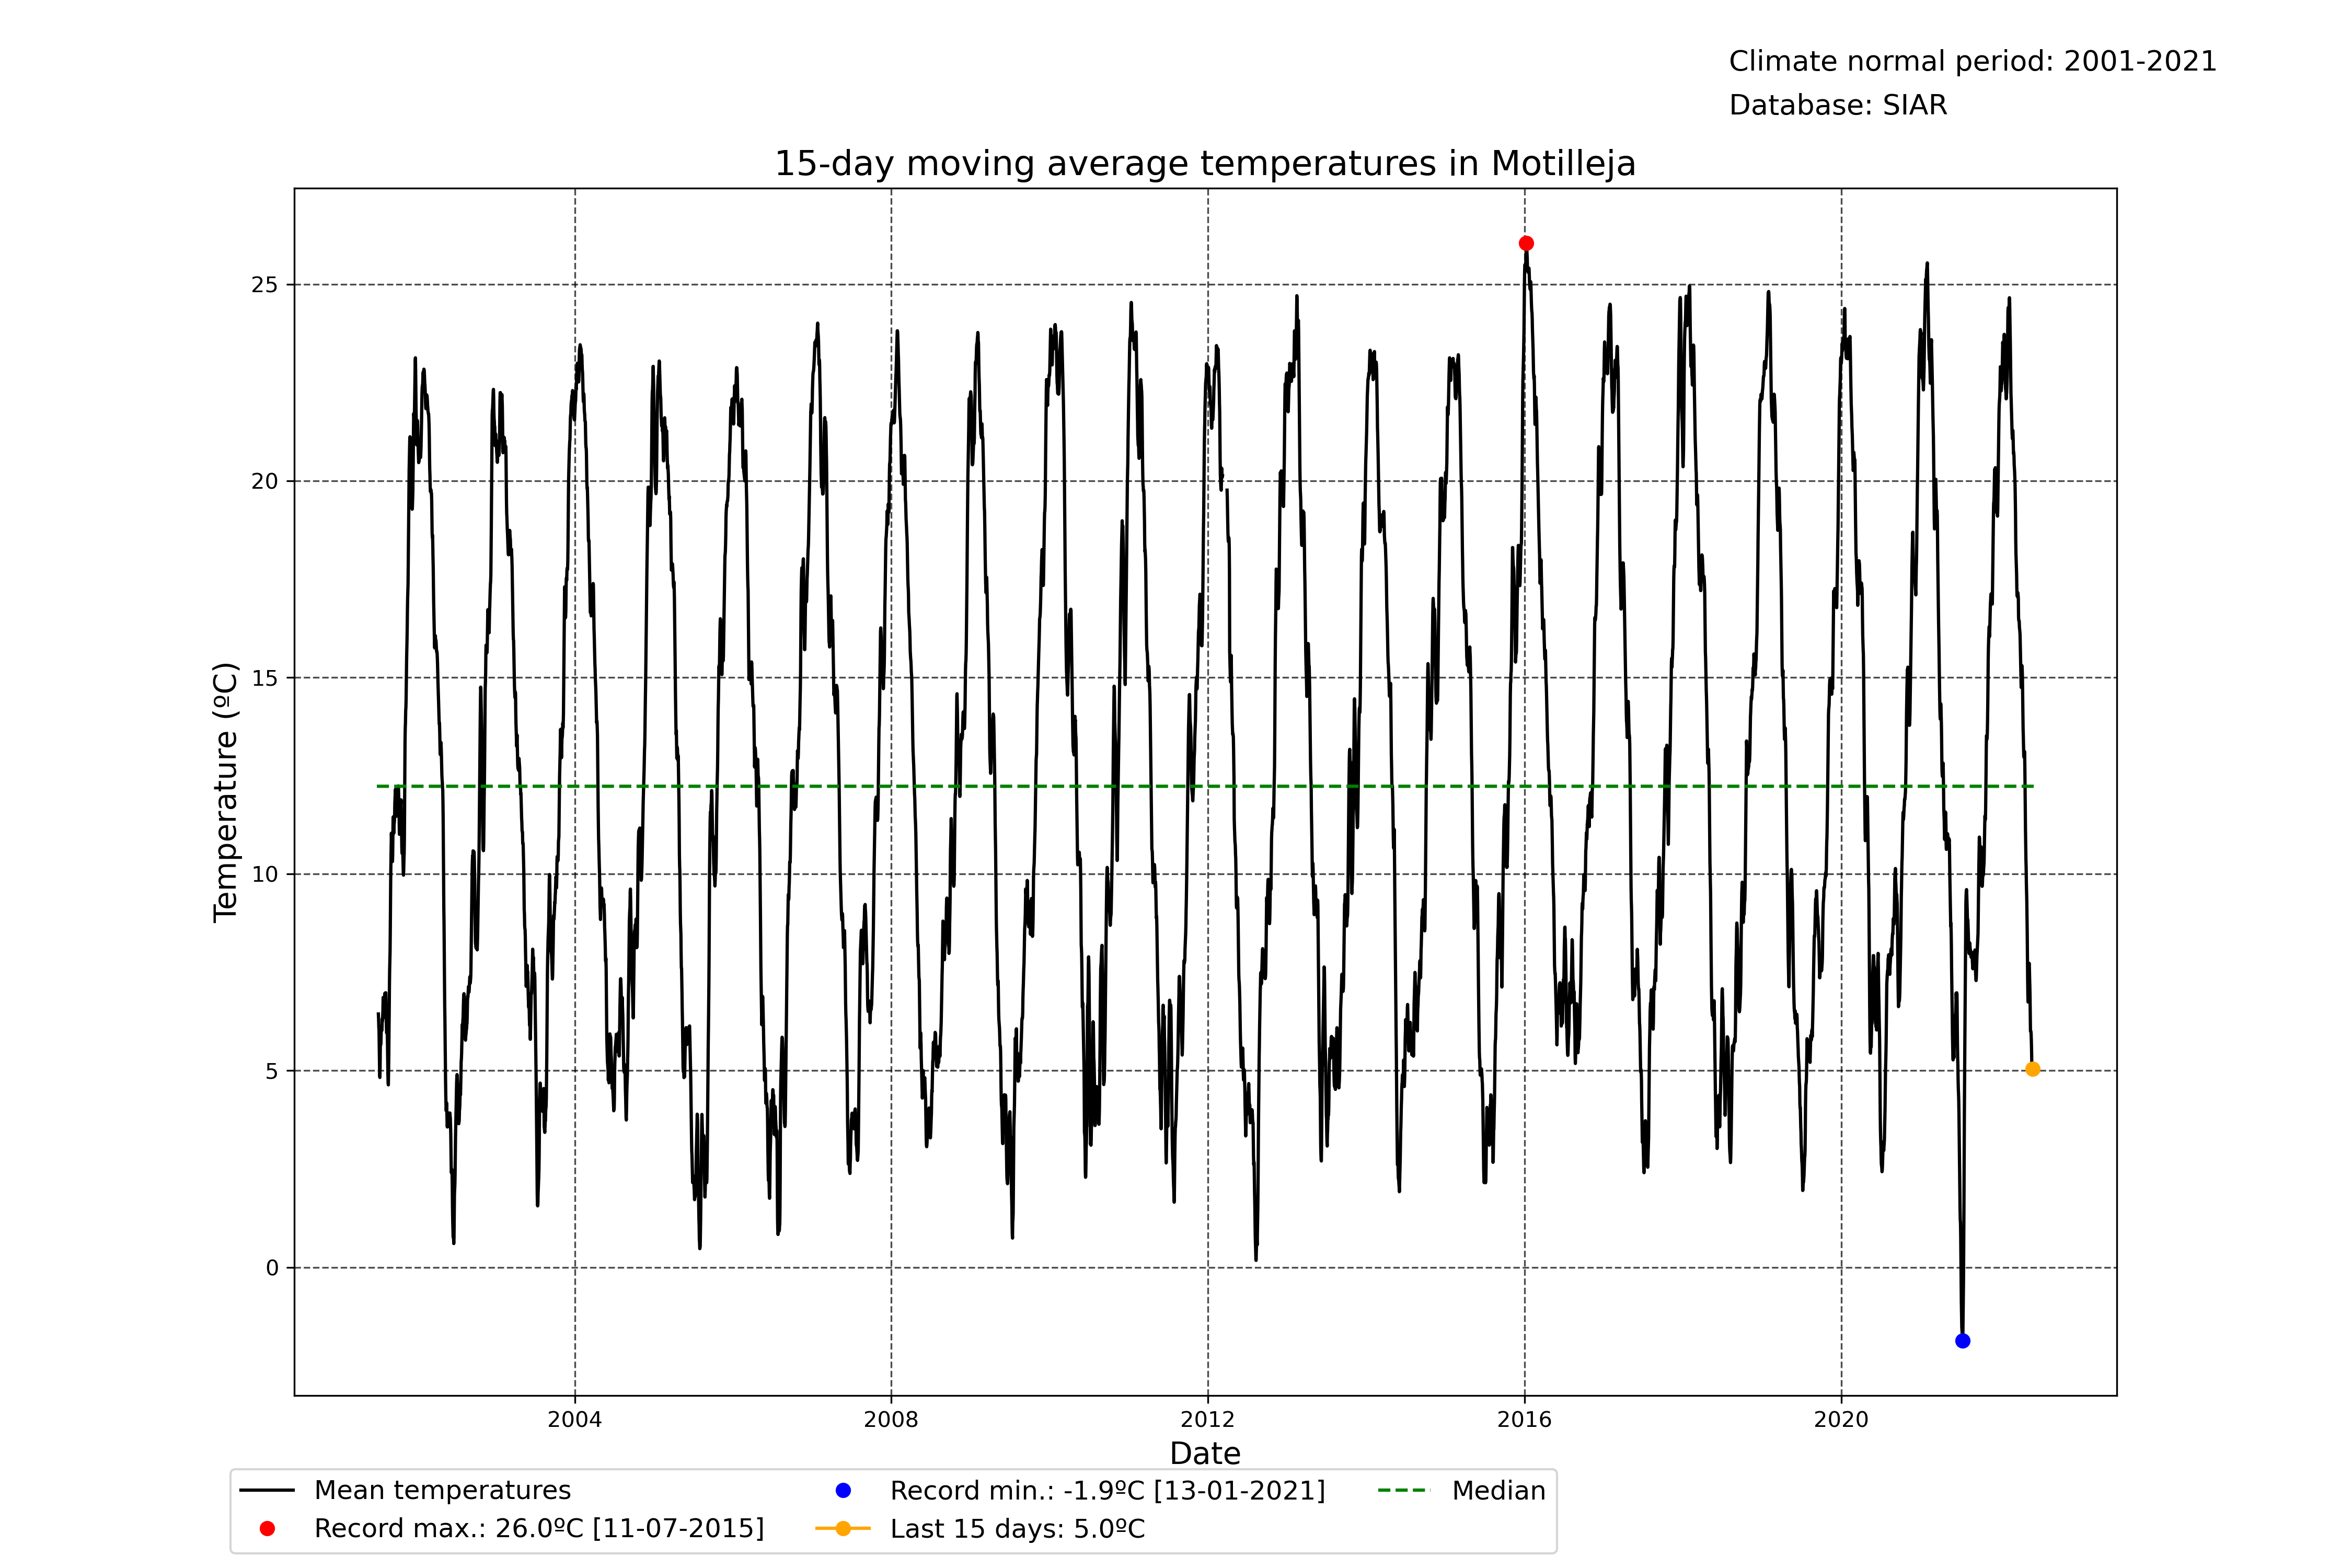 Climate normal period: 2001-2021
Database: SIAR
15-day moving average temperatures in Motilleja
25
20
15
10
5
0
Temperature (ºC)
2004
2008
2012
2016
2020
Date
Mean temperatures
Record max.: 26.0ºC [11-07-2015]
Record min.: -1.9ºC [13-01-2021]
Last 15 days: 5.0ºC
Median